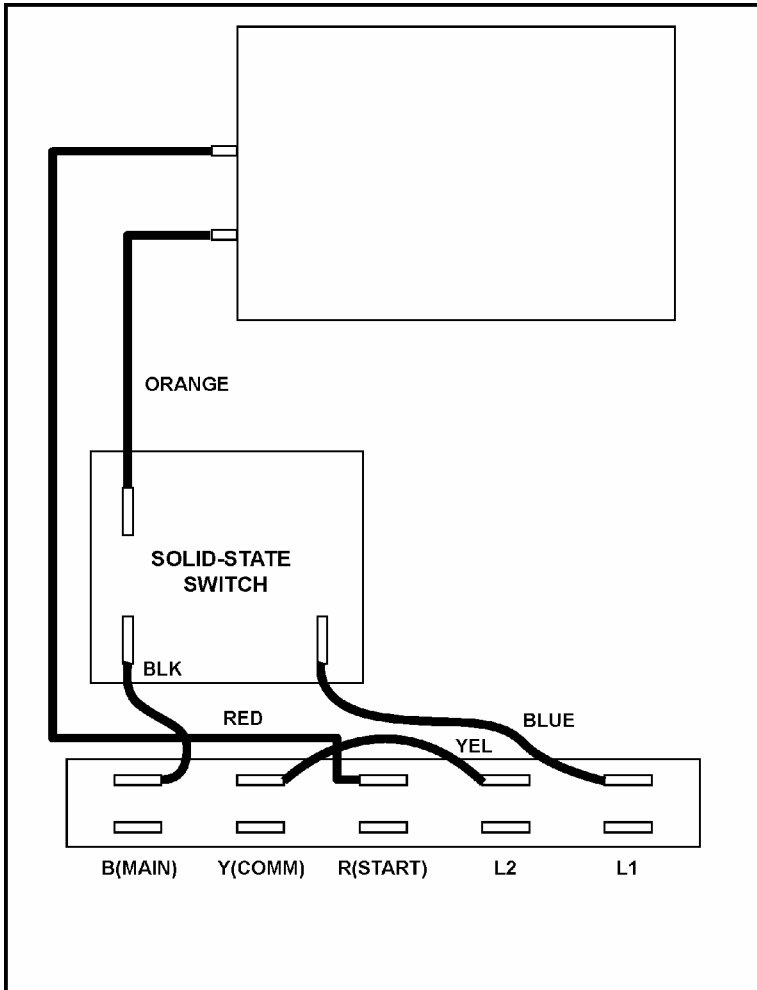 ORANGE
SOLID-STATE
SWITCH
BLK
RED
BLUE
YEL
B(MAIN)
Y(COMM)
R(START)
L2
L1